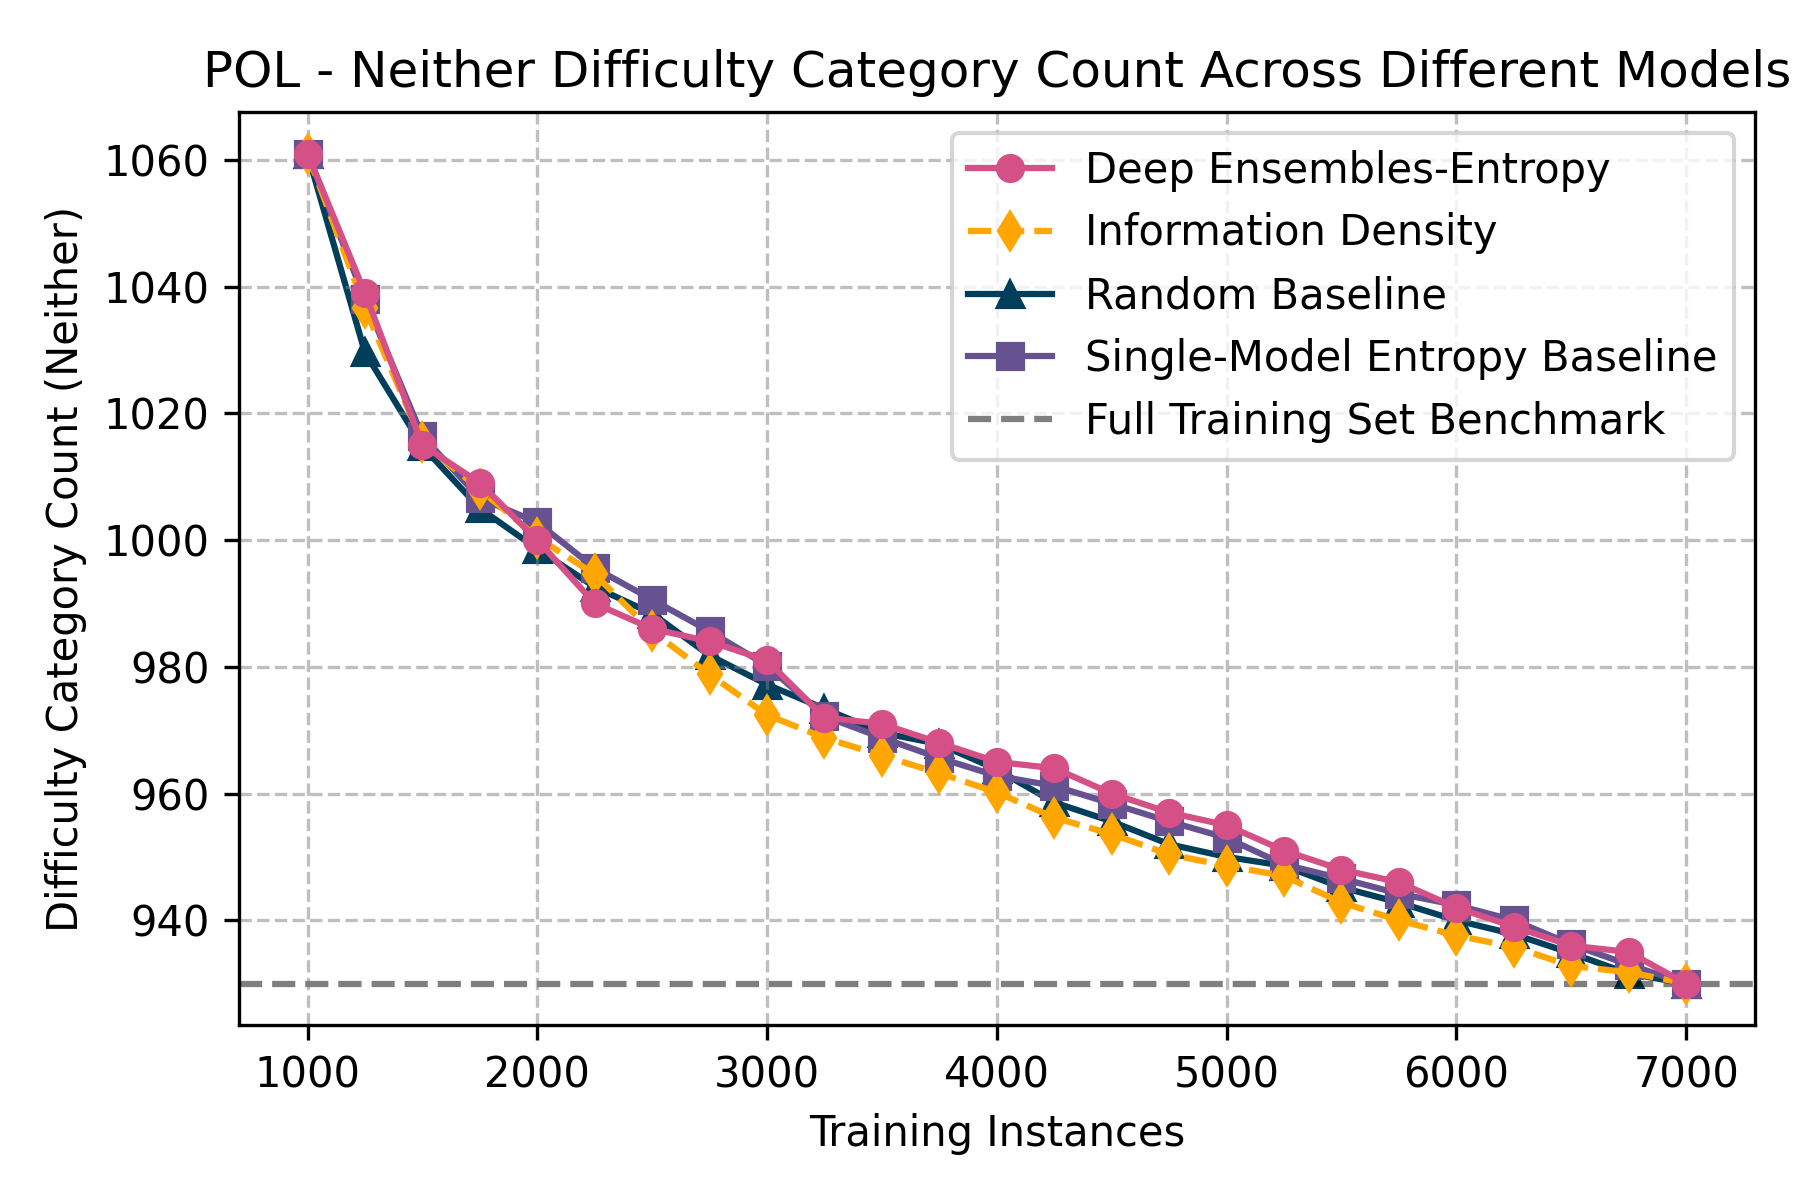 POL - Neither Difficulty Category Count Across Different Models
Difficulty Category Count (Neither)
1060
1040
1020
1000
980
960
940
Deep Ensembles-Entropy
Information Density
Random Baseline
Single-Model Entropy Baseline
Full Training Set Benchmark
1000 2000 3000 4000 5000 6000 7000
Training Instances